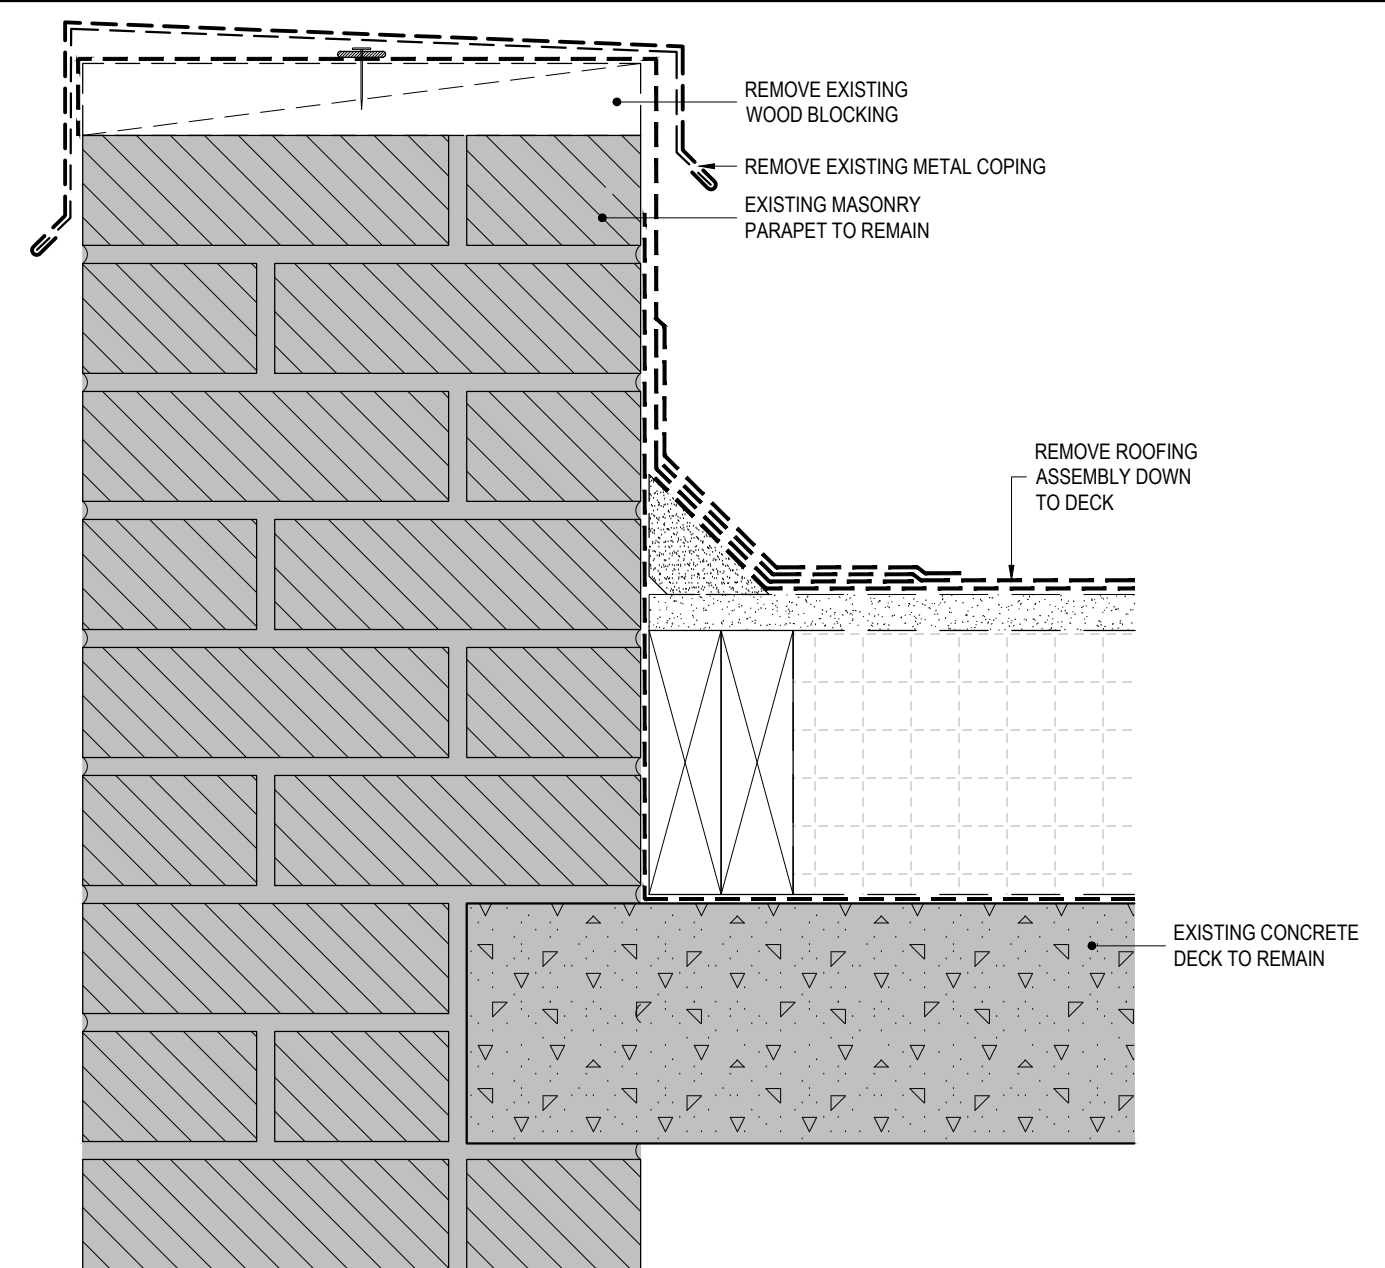 REMOVE EXISTING
WOOD BLOCKING
REMOVE EXISTING METAL COPING
EXISTING MASONRY
PARAPET TO REMAIN
REMOVE ROOFING
ASSEMBLY DOWN
TO DECK
EXISTING CONCRETE
DECK TO REMAIN